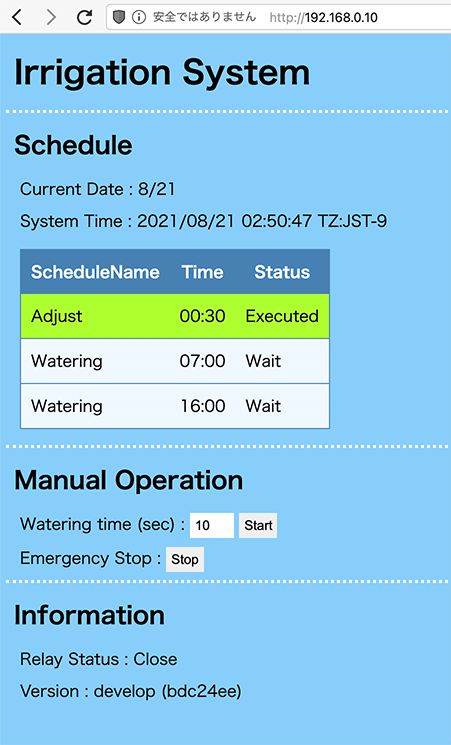 安全ではありません http://192.168.0.10
Irrigation System
Schedule
Current Date : 8/21
System Time : 2021/08/21 02:50:47 TZ:JST-9
ScheduleName Time Status
Adjust 00:30 Executed
Watering 07:00 Wait
Watering 16:00 Wait
Manual Operation
Watering time (sec) : 10 Start
Emergency Stop : Stop
Information
Relay Status : Close
Version : develop (bdc24ee)